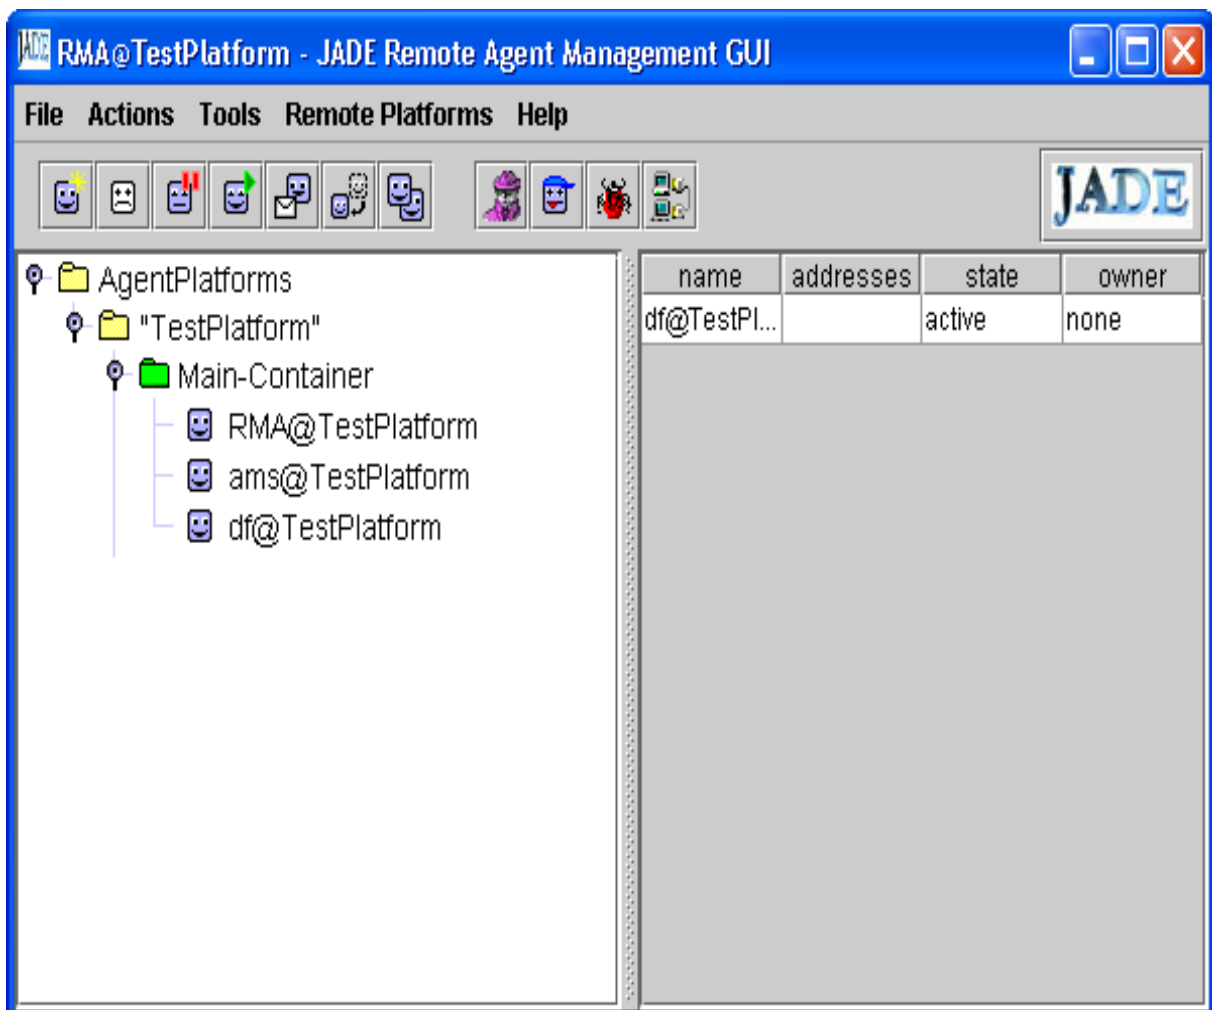 JADE RMA@TestPlatform - JADE Remote Agent Management GUI
File Actions Tools Remote Platforms Help
JADE
AgentPlatforms
"TestPlatform"
Main-Container
RMA@TestPlatform
ams@TestPlatform
df@TestPlatform
name addresses state owner
df@TestPl... active none